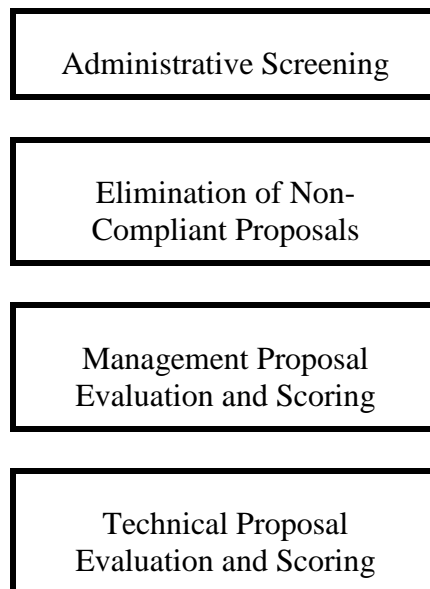 Administrative Screening
Elimination of Non-
Compliant Proposals
Management Proposal
Evaluation and Scoring
Technical Proposal
Evaluation and Scoring